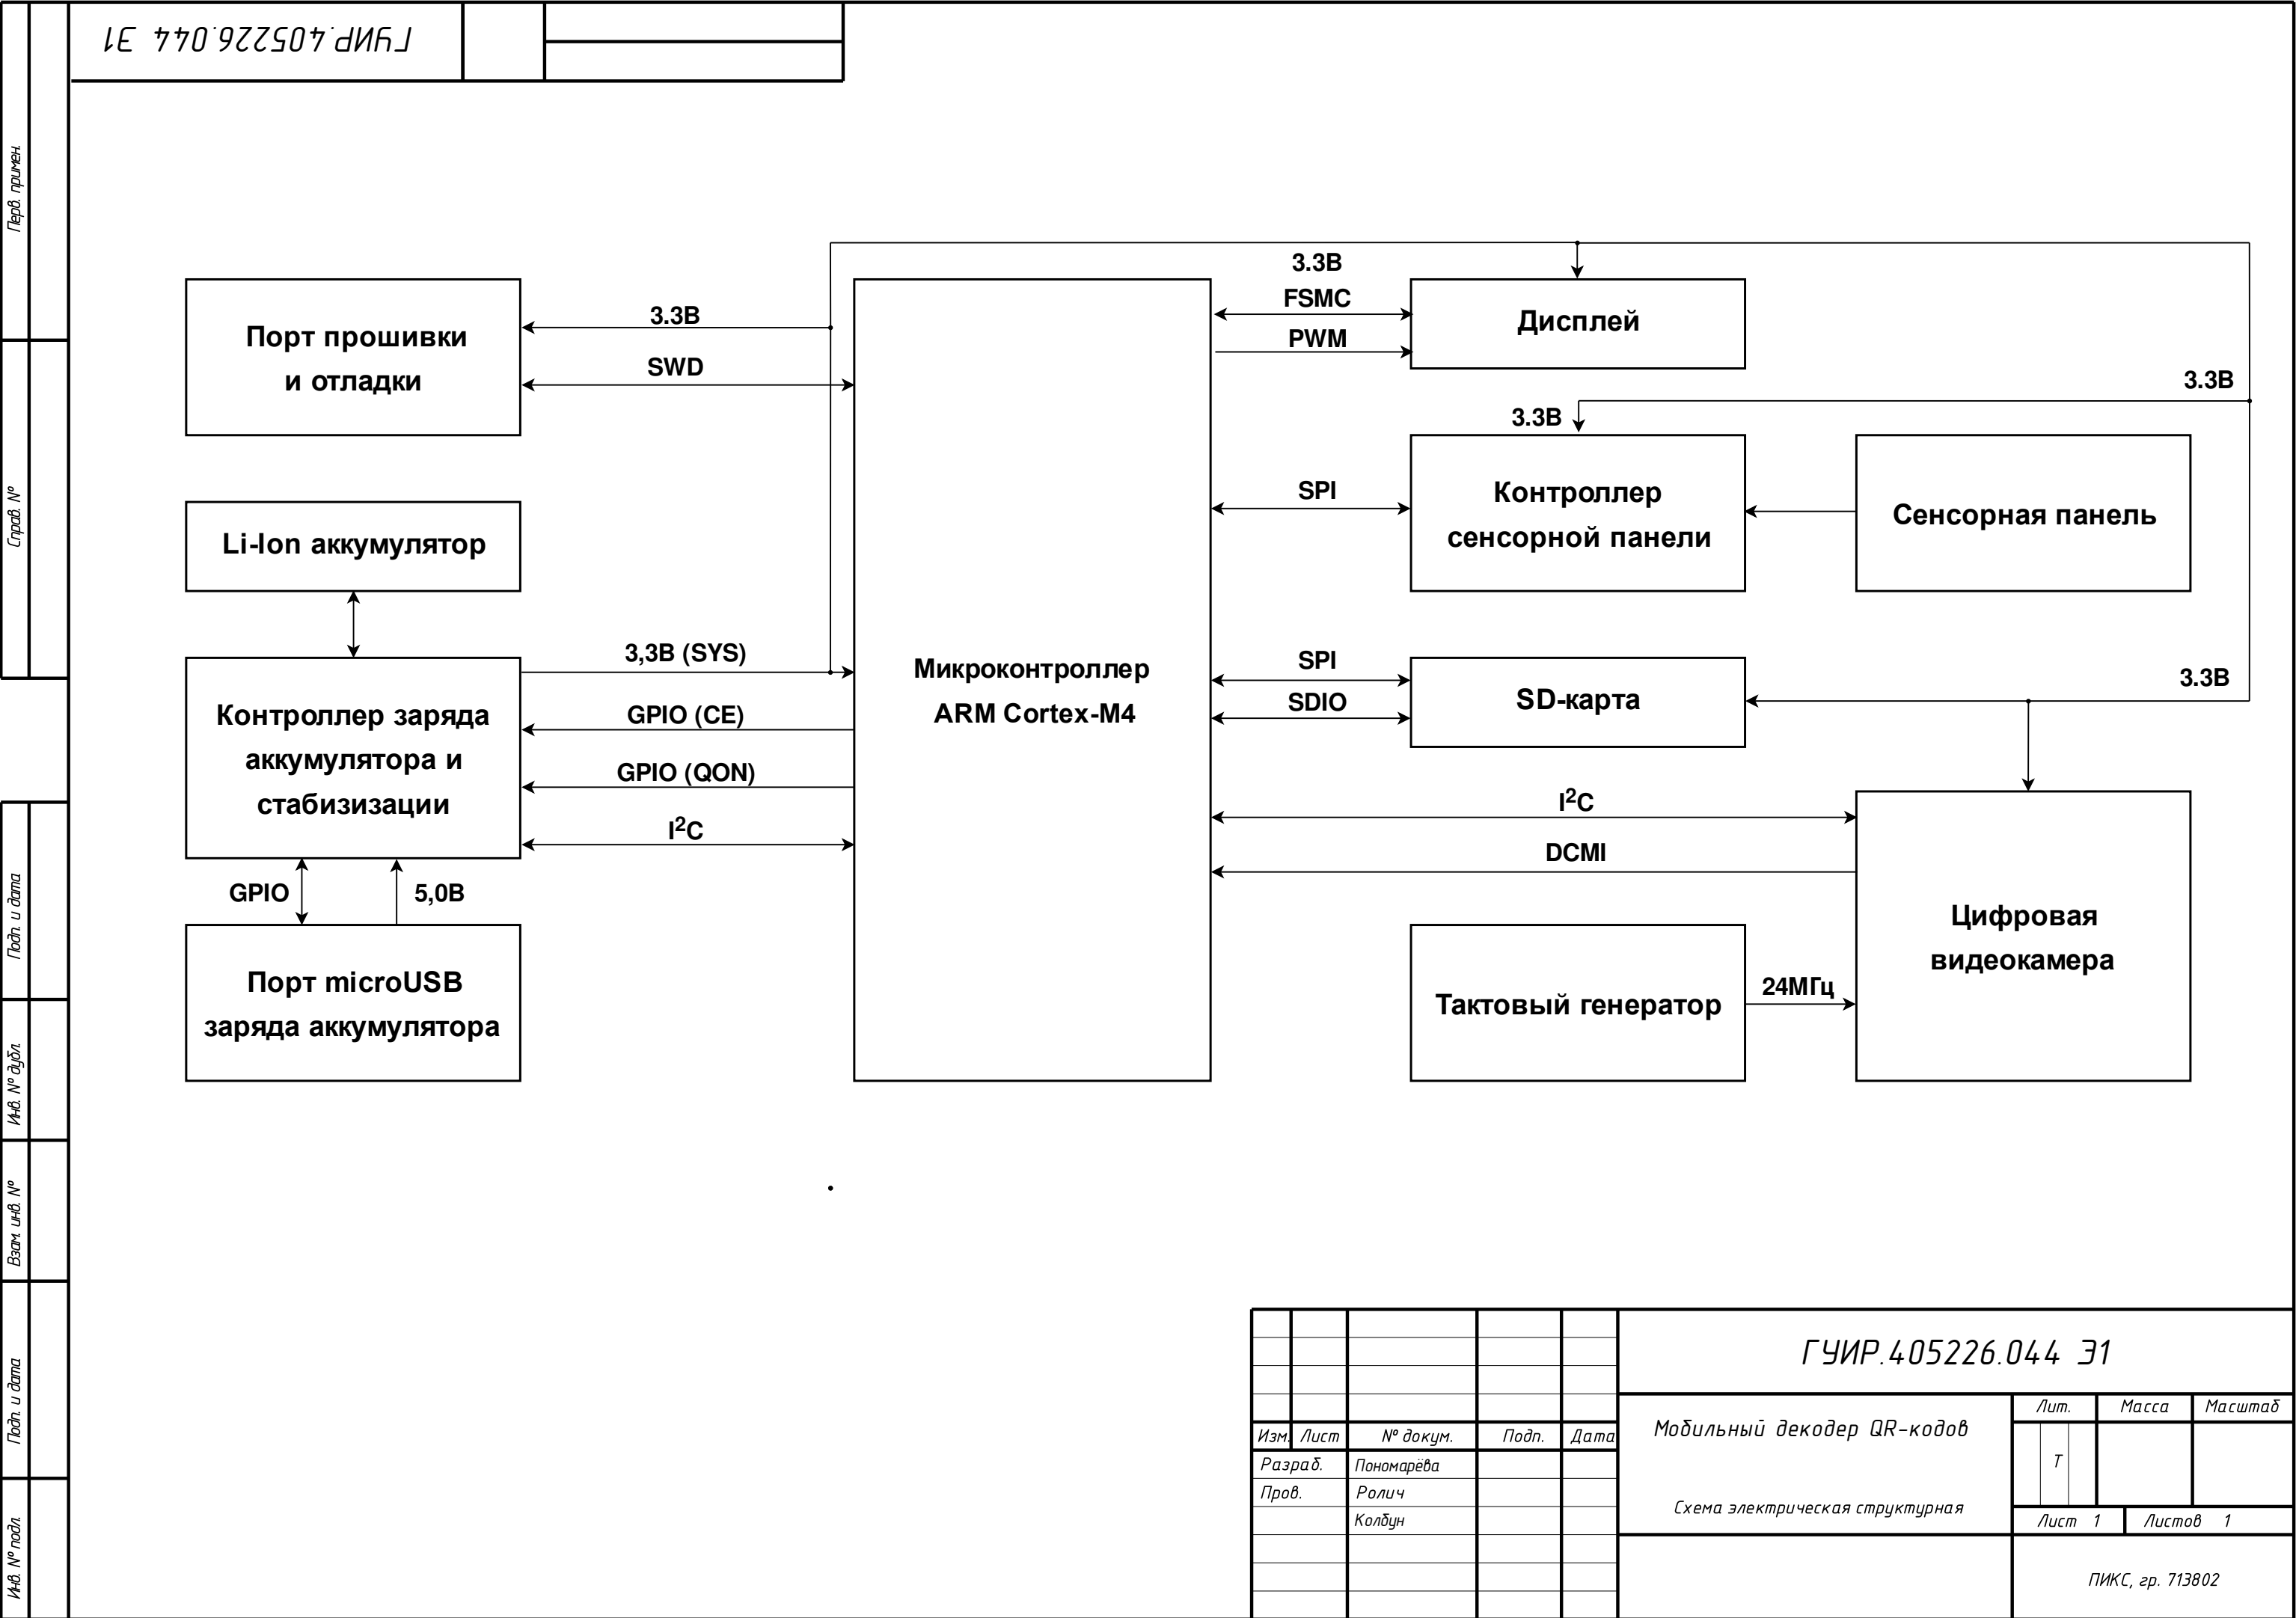 ГУИР.405226.044 Э1
Перв. примен.
Справ. №
Подп. и дата
Инв. № дубл.
Взам. инв. №
Подп. и дата
Инв. № подл.
3.3В
FSMC
PWM
Дисплей
Порт прошивки
и отладки
3.3В
SWD
3.3В
3.3В
SPI
Контроллер
сенсорной панели
Сенсорная панель
Li-Ion аккумулятор
3,3В (SYS)
GPIO (CE)
GPIO (QON)
I²C
Контроллер заряда
аккумулятора и
стабизизации
Микроконтроллер
ARM Cortex-M4
SPI
SDIO
SD-карта
3.3В
I²C
DCMI
GPIO
5,0В
Порт microUSB
заряда аккумулятора
Тактовый генератор
24МГц
Цифровая
видеокамера
ГУИР.405226.044 Э1
Изм. Лист № докум. Подп. Дата
Разраб. Пономарёва
Пров. Ролич
Колбун
Мобильный декодер QR-кодов
Схема электрическая структурная
Лит. Масса Масштаб
Т
Лист 1 Листов 1
ПИКС, гр. 713802